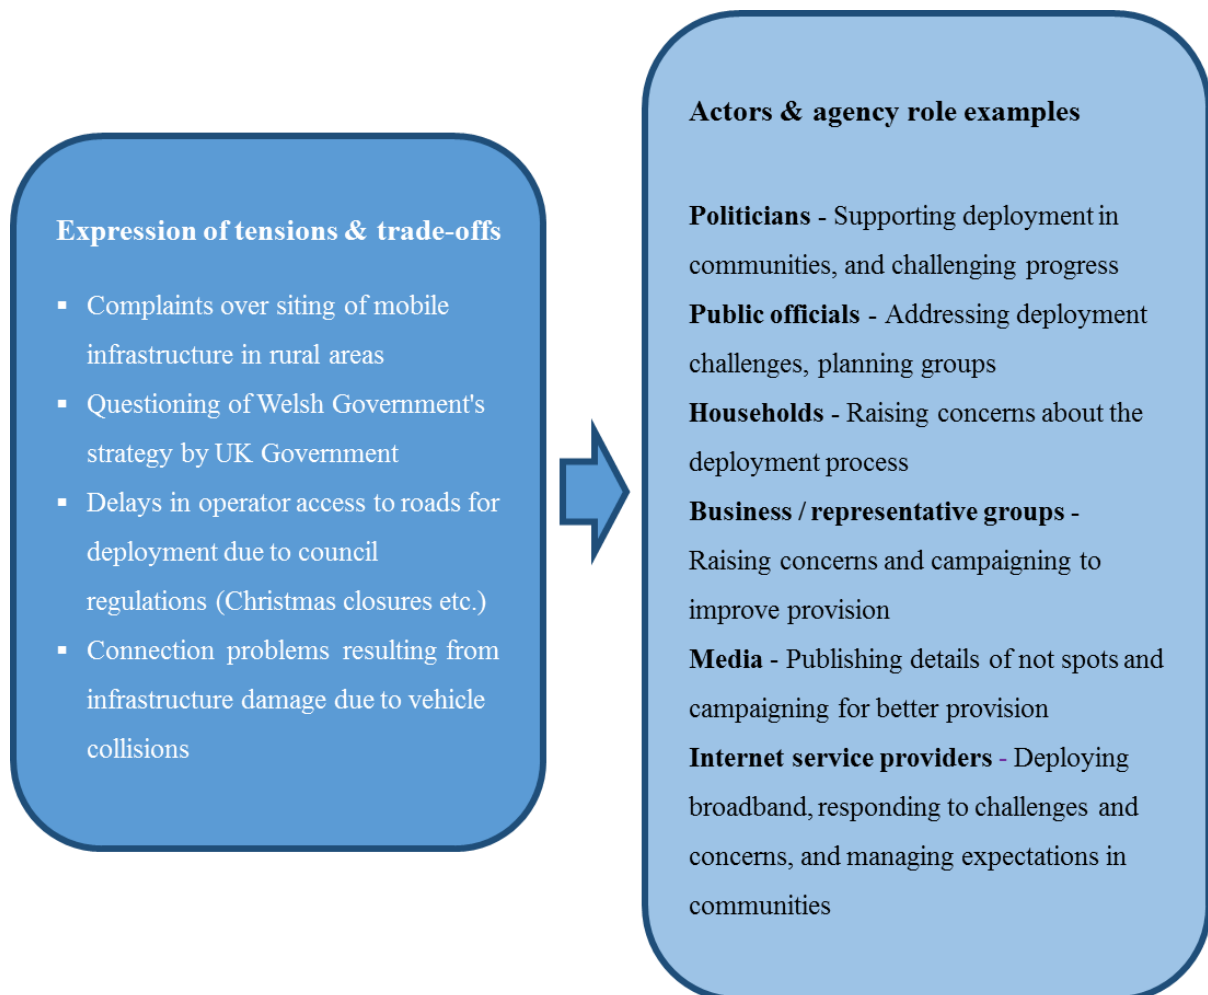 Expression of tensions & trade-offs
▪ Complaints over siting of mobile
infrastructure in rural areas
▪ Questioning of Welsh Government's
strategy by UK Government
▪ Delays in operator access to roads for
deployment due to council
regulations (Christmas closures etc.)
▪ Connection problems resulting from
infrastructure damage due to vehicle
collisions
Actors & agency role examples
Politicians - Supporting deployment in
communities, and challenging progress
Public officials - Addressing deployment
challenges, planning groups
Households - Raising concerns about the
deployment process
Business / representative groups -
Raising concerns and campaigning to
improve provision
Media - Publishing details of not spots and
campaigning for better provision
Internet service providers - Deploying
broadband, responding to challenges and
concerns, and managing expectations in
communities